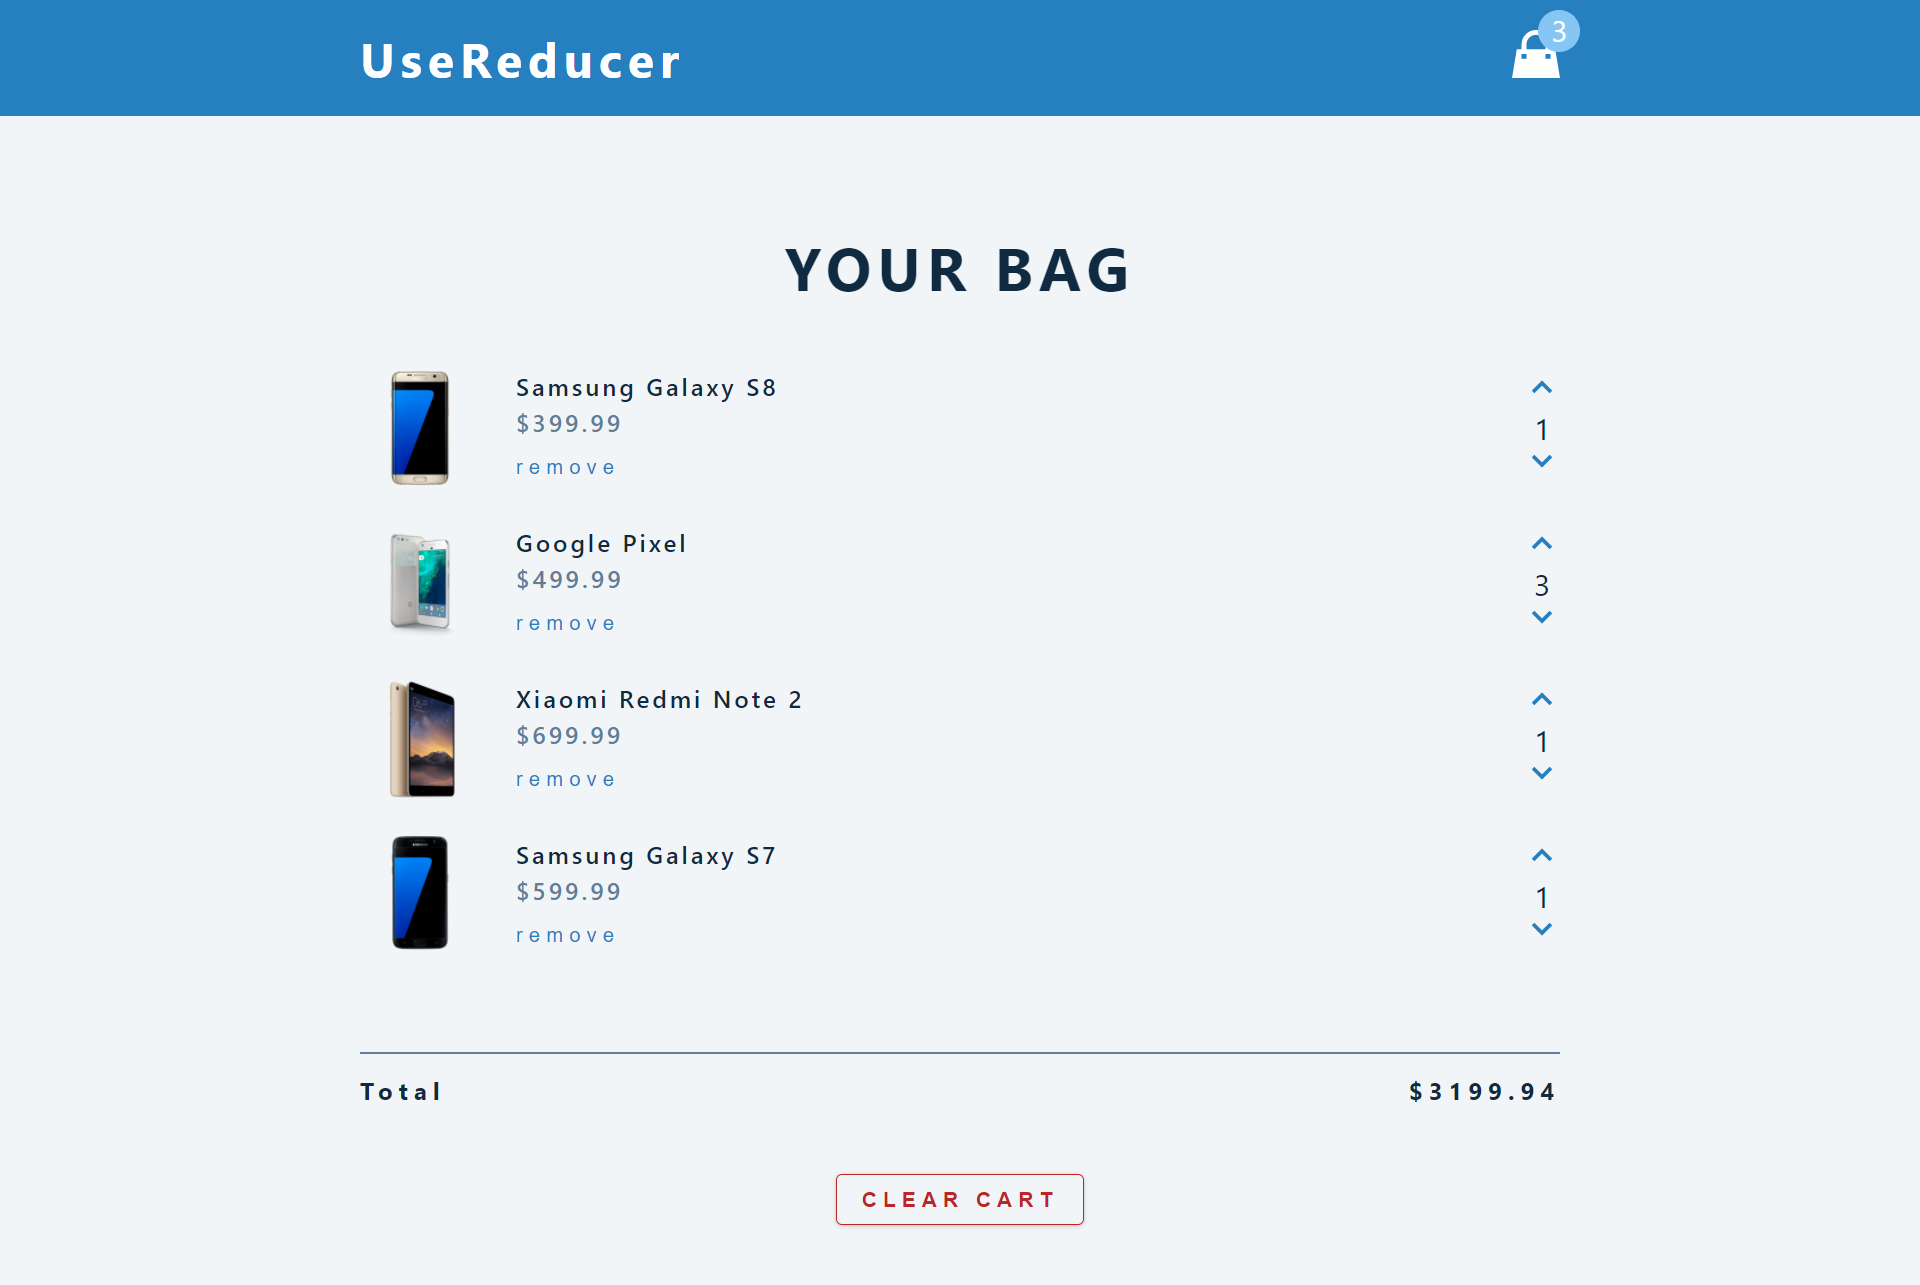 UseReducer
3
YOUR BAG
Samsung Galaxy S8
$399.99
remove
1
Google Pixel
$499.99
remove
3
Xiaomi Redmi Note 2
$699.99
remove
1
Samsung Galaxy S7
$599.99
remove
1
Total
$3199.94
CLEAR CART